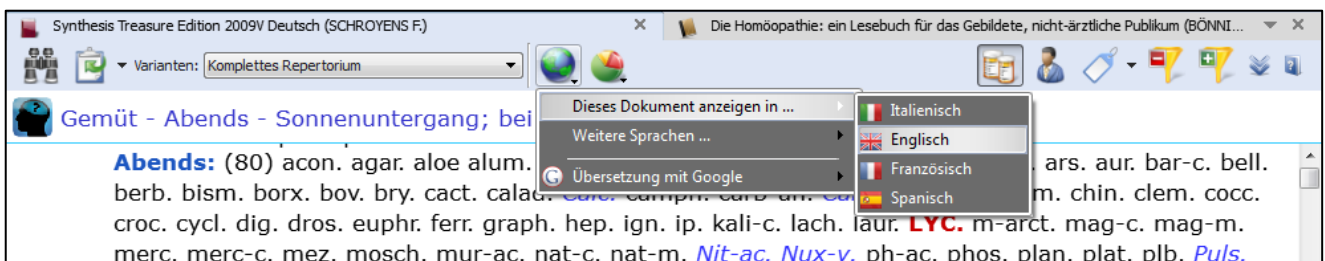 Synthesis Treasure Edition 2009V Deutsch (SCHROYENS F.)
Die Homöopathie: ein Lesebuch für das Gebildete, nicht-ärztliche Publikum (BÖNNI...
Varianten: Komplettes Repertorium
Dieses Dokument anzeigen in ...
Weitere Sprachen ...
Übersetzung mit Google
Italienisch
Englisch
Französisch
Spanisch
Gemüt - Abends - Sonnenuntergang; bei
Abends: (80) acon. agar. aloe alum. ars. aur. bar-c. bell.
berb. bism. borx. bov. bry. cact. calad. Calc. camph. carb-an. chin. clem. cocc.
croc. cycl. dig. dros. euphr. ferr. graph. hep. ign. ip. kali-c. lach. laur. LYC. m-arct. mag-c. mag-m.
merc. merc-c. mez. mosch. mur-ac. nat-c. nat-m. Nit-ac. Nux-v. ph-ac. phos. plan. plat. plb. Puls.